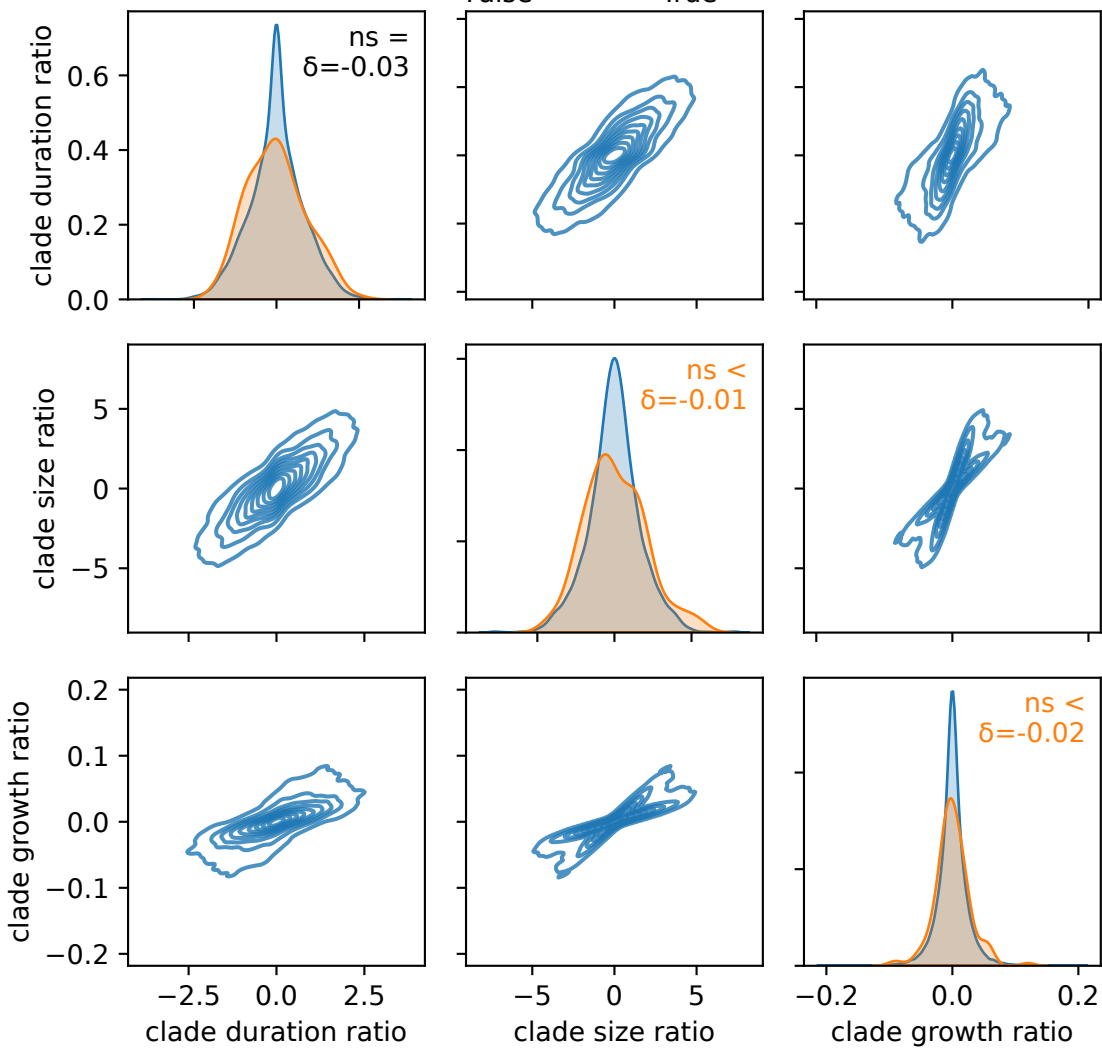 clade duration ratio
0.6
0.4
0.2
0.0
ns =
δ=-0.03
clade size ratio
5
0
−5
ns <
δ=-0.01
clade growth ratio
0.2
0.1
0.0
−0.1
−0.2
ns <
δ=-0.02
−2.5 0.0 2.5
−5 0 5
−0.2 0.0 0.2
clade duration ratio
clade size ratio
clade growth ratio